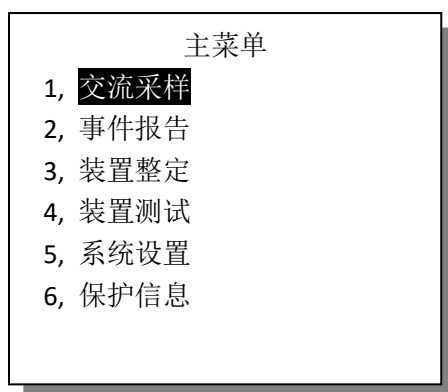 主菜单
1, 交流采样
2, 事件报告
3, 装置整定
4, 装置测试
5, 系统设置
6, 保护信息